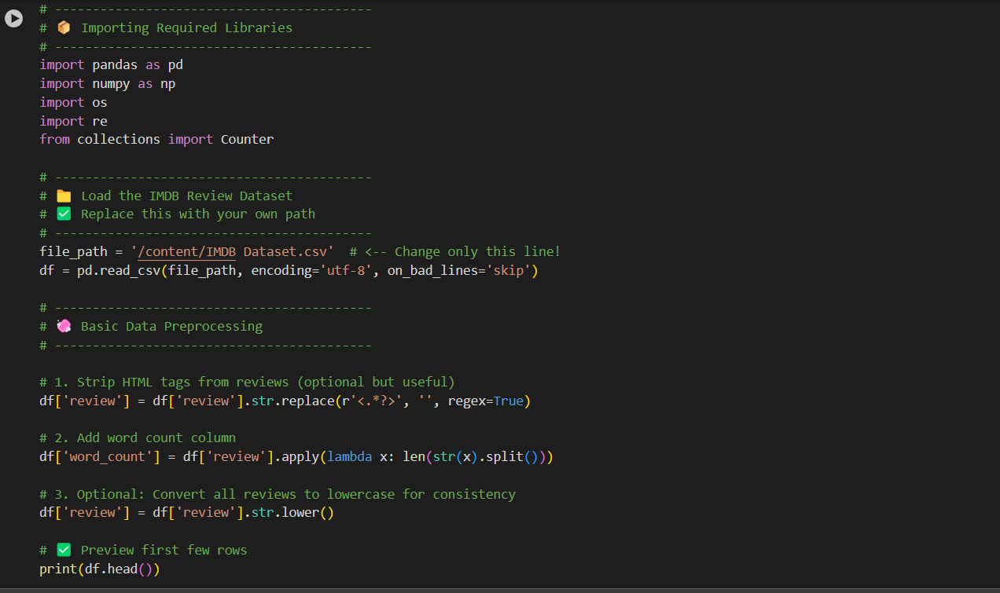 # ------------------------------------------
# 📦 Importing Required Libraries
# ------------------------------------------
import pandas as pd
import numpy as np
import os
import re
from collections import Counter
# ------------------------------------------
# 📁 Load the IMDB Review Dataset
# ✅ Replace this with your own path
# ------------------------------------------
file_path = '/content/IMDB Dataset.csv'  # <-- Change only this line!
df = pd.read_csv(file_path, encoding='utf-8', on_bad_lines='skip')
# ------------------------------------------
# 🧼 Basic Data Preprocessing
# ------------------------------------------
# 1. Strip HTML tags from reviews (optional but useful)
df['review'] = df['review'].str.replace(r'<.*?>', '', regex=True)
# 2. Add word count column
df['word_count'] = df['review'].apply(lambda x: len(str(x).split()))
# 3. Optional: Convert all reviews to lowercase for consistency
df['review'] = df['review'].str.lower()
# ✅ Preview first few rows
print(df.head())